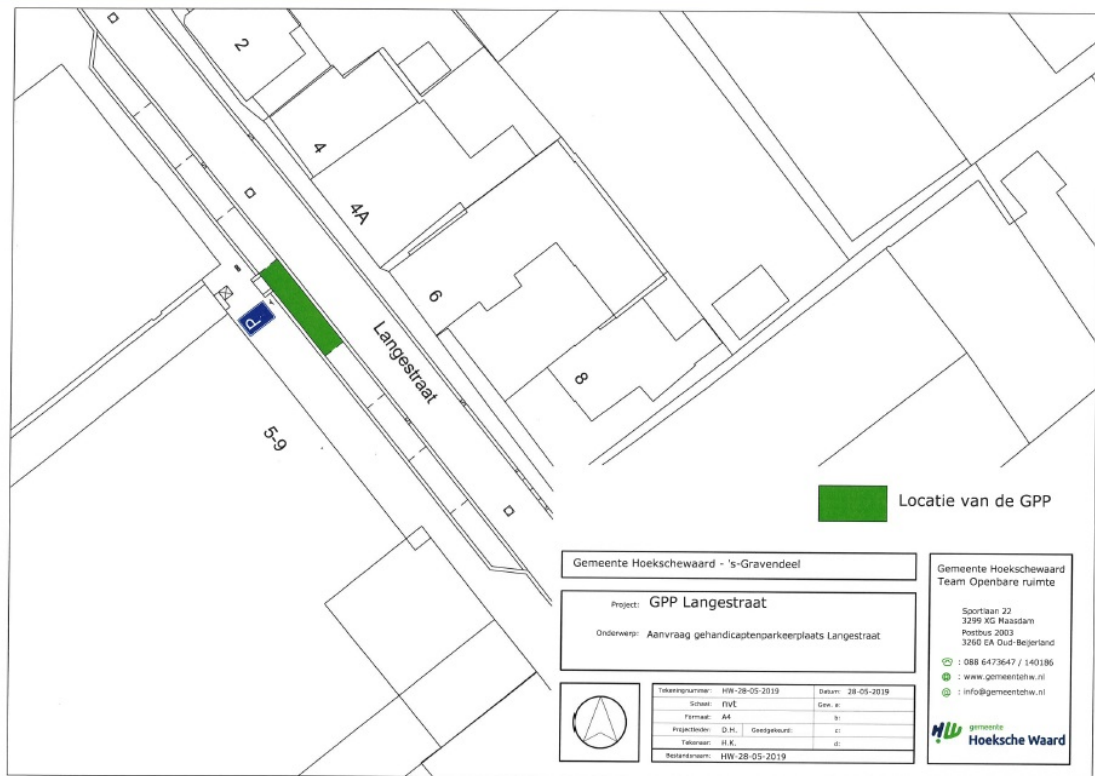 2
4
4A
6
8
P
Langestraat
5-9
Locatie van de GPP
Gemeente Hoekschewaard - 's-Gravendeel
Project: GPP Langestraat
Onderwerp: Aanvraag gehandicaptenparkeerplaats Langestraat
Tekeningnummer: HW-28-05-2019 Datum: 28-05-2019
Schaal: nvt Gew. a:
Formaat: A4 b:
Projectleider: D.H. Goedgekeurd: c:
Tekenaar: H.K. d:
Bestandsnaam: HW-28-05-2019
Gemeente Hoekschewaard
Team Openbare ruimte
Sportlaan 22
3299 XG Maasdam
Postbus 2003
3260 EA Oud-Beijerland
: 088 6473647 / 140186
: www.gemeentehw.nl
: info@gemeentehw.nl
gemeente
Hoeksche Waard